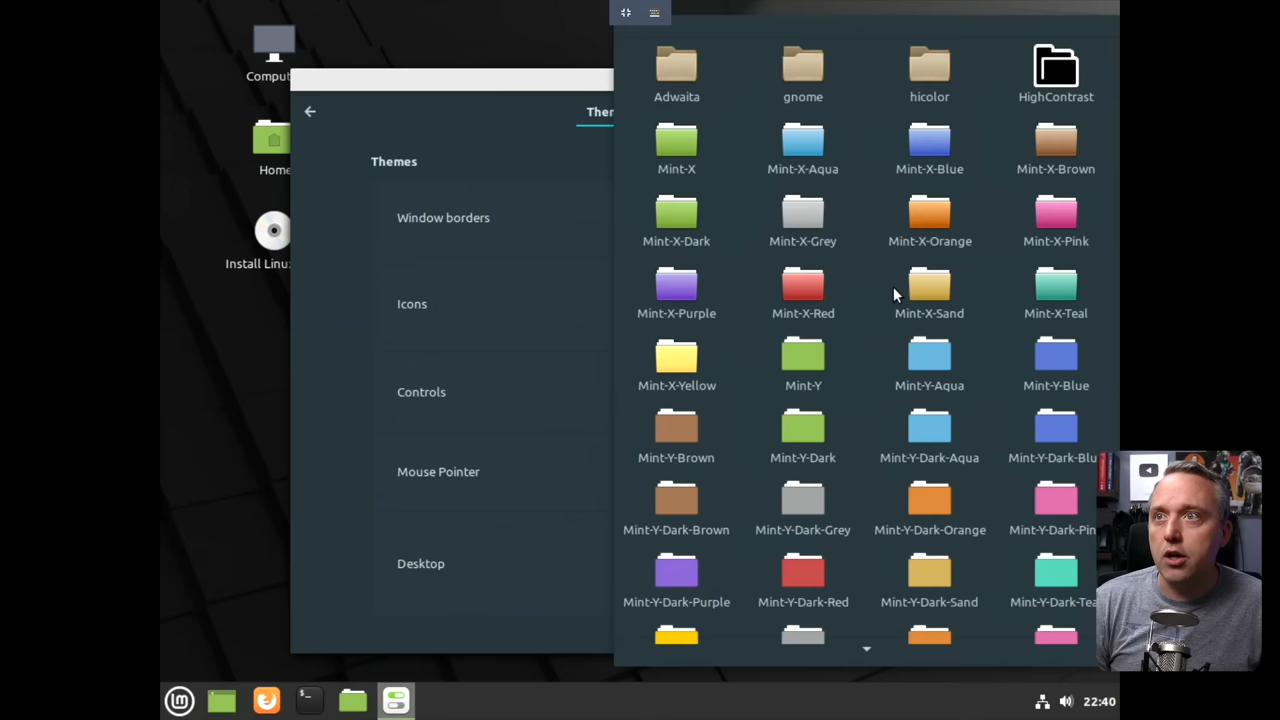 Comput
Home
Install Linu
Ther
Themes
Window borders
Icons
Controls
Mouse Pointer
Desktop
Adwaita
gnome
hicolor
HighContrast
Mint-X
Mint-X-Aqua
Mint-X-Blue
Mint-X-Brown
Mint-X-Dark
Mint-X-Grey
Mint-X-Orange
Mint-X-Pink
Mint-X-Purple
Mint-X-Red
Mint-X-Sand
Mint-X-Teal
Mint-X-Yellow
Mint-Y
Mint-Y-Aqua
Mint-Y-Blue
Mint-Y-Brown
Mint-Y-Dark
Mint-Y-Dark-Aqua
Mint-Y-Dark-Blu
Mint-Y-Dark-Brown
Mint-Y-Dark-Grey
Mint-Y-Dark-Orange
Mint-Y-Dark-Pin
Mint-Y-Dark-Purple
Mint-Y-Dark-Red
Mint-Y-Dark-Sand
Mint-Y-Dark-Tea
22:40